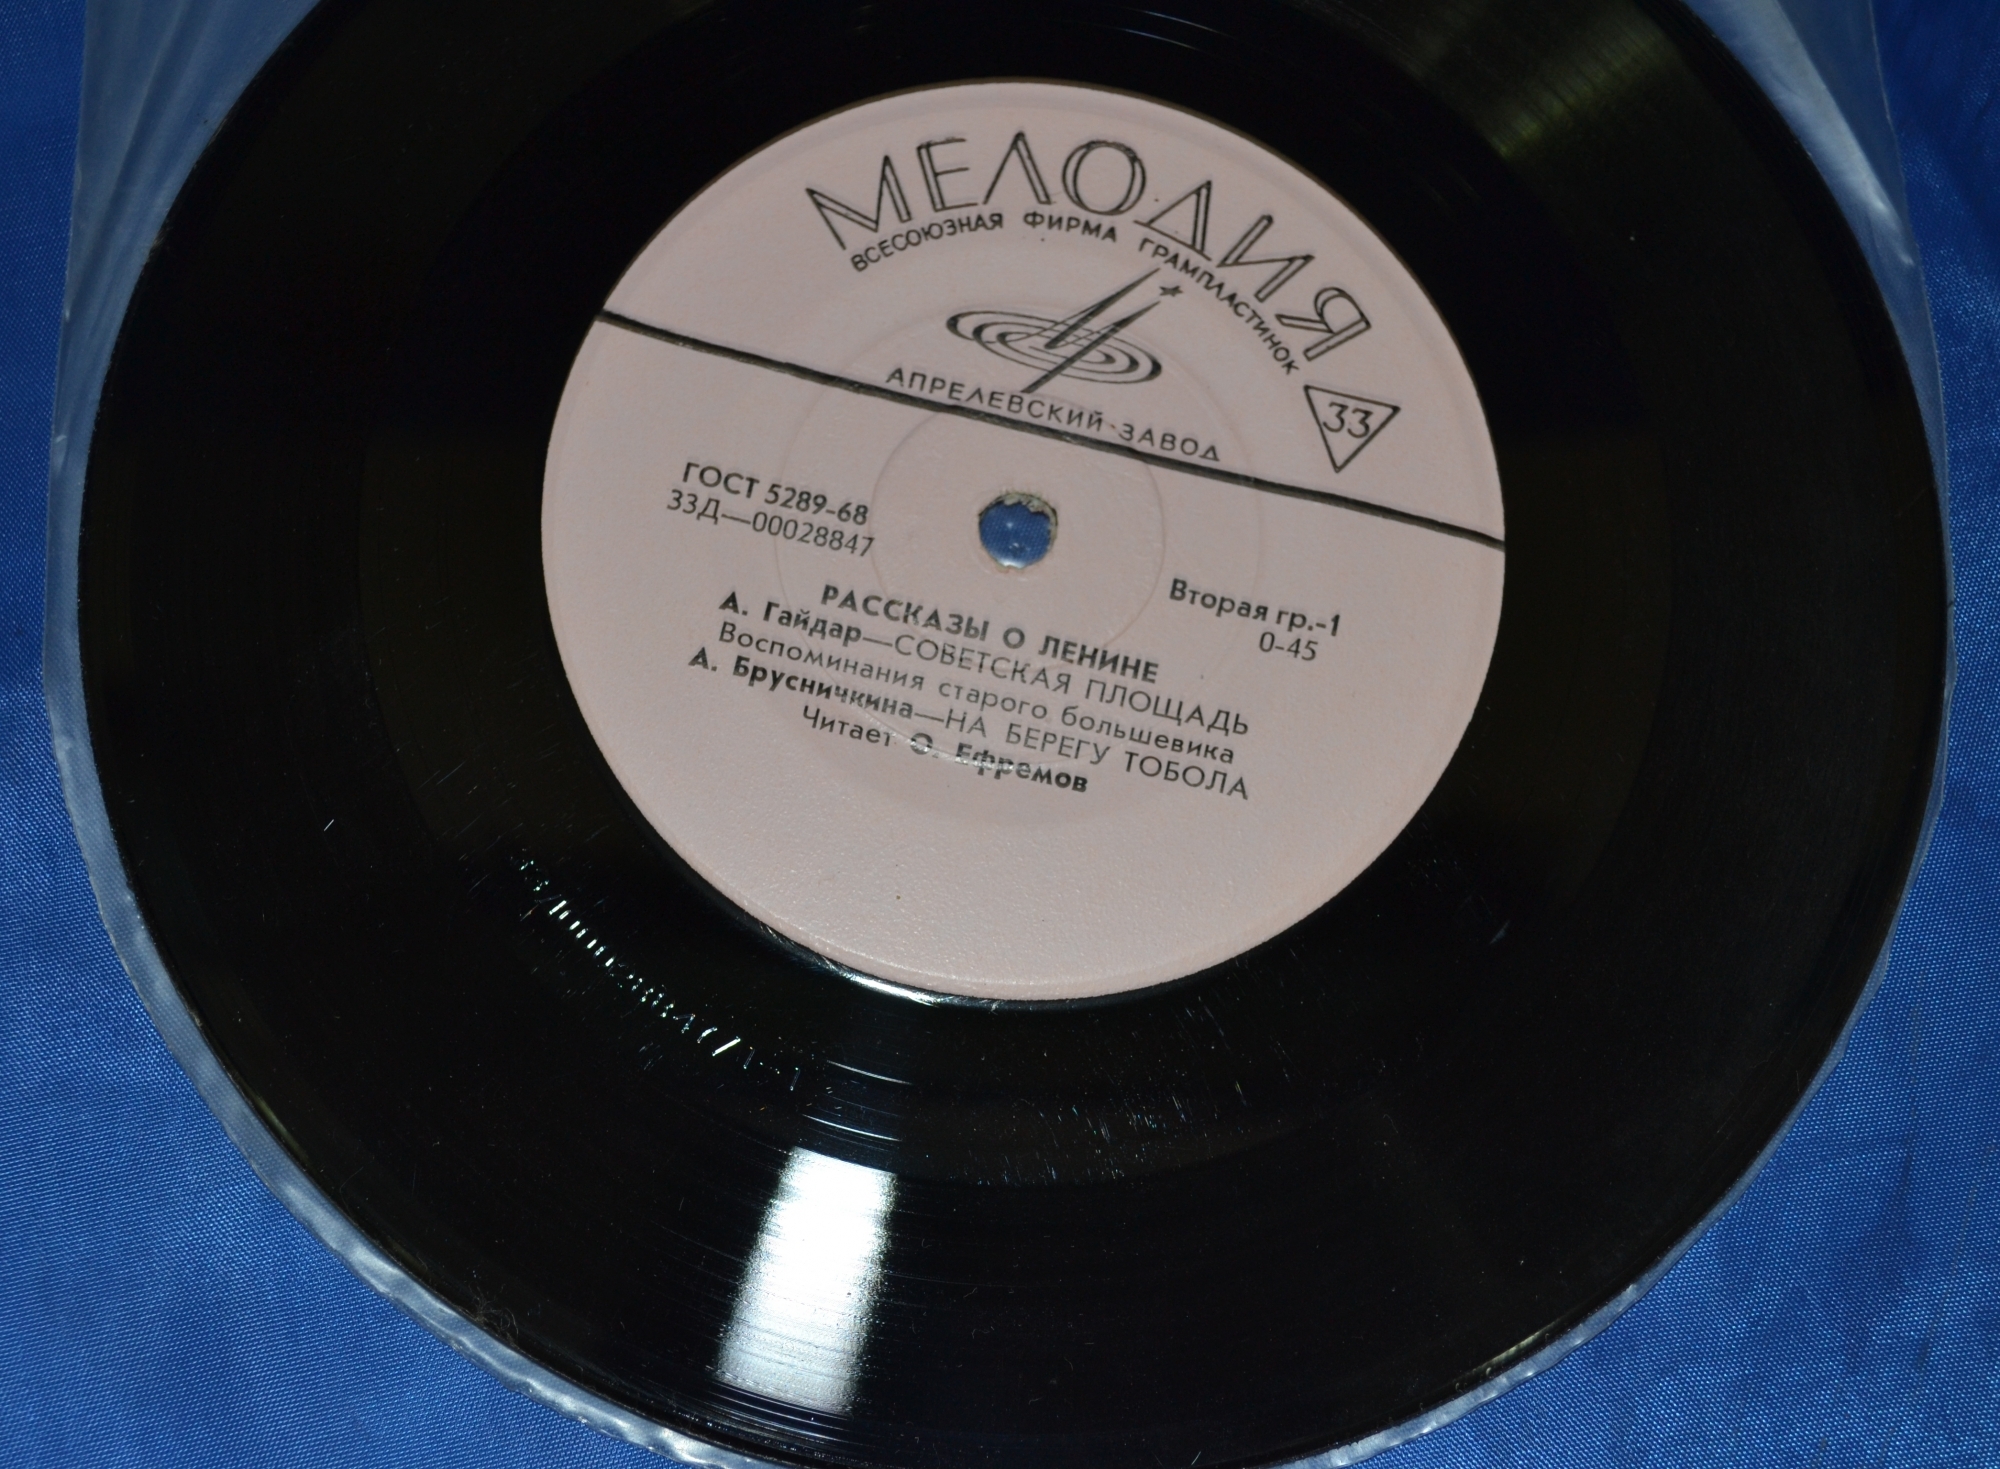 МЕЛОДИЯ
ВСЕСОЮЗНАЯ ФИРМА ГРАМПЛАСТИНОК
33
АПРЕЛЕВСКИЙ ЗАВОД
ГОСТ 5289-68
33Д—00028847
Вторая гр.-1
0-45
РАССКАЗЫ О ЛЕНИНЕ
А. Гайдар—СОВЕТСКАЯ ПЛОЩАДЬ
Воспоминания старого большевика
А. Брусничкина—НА БЕРЕГУ ТОБОЛА
Читает О. Ефремов